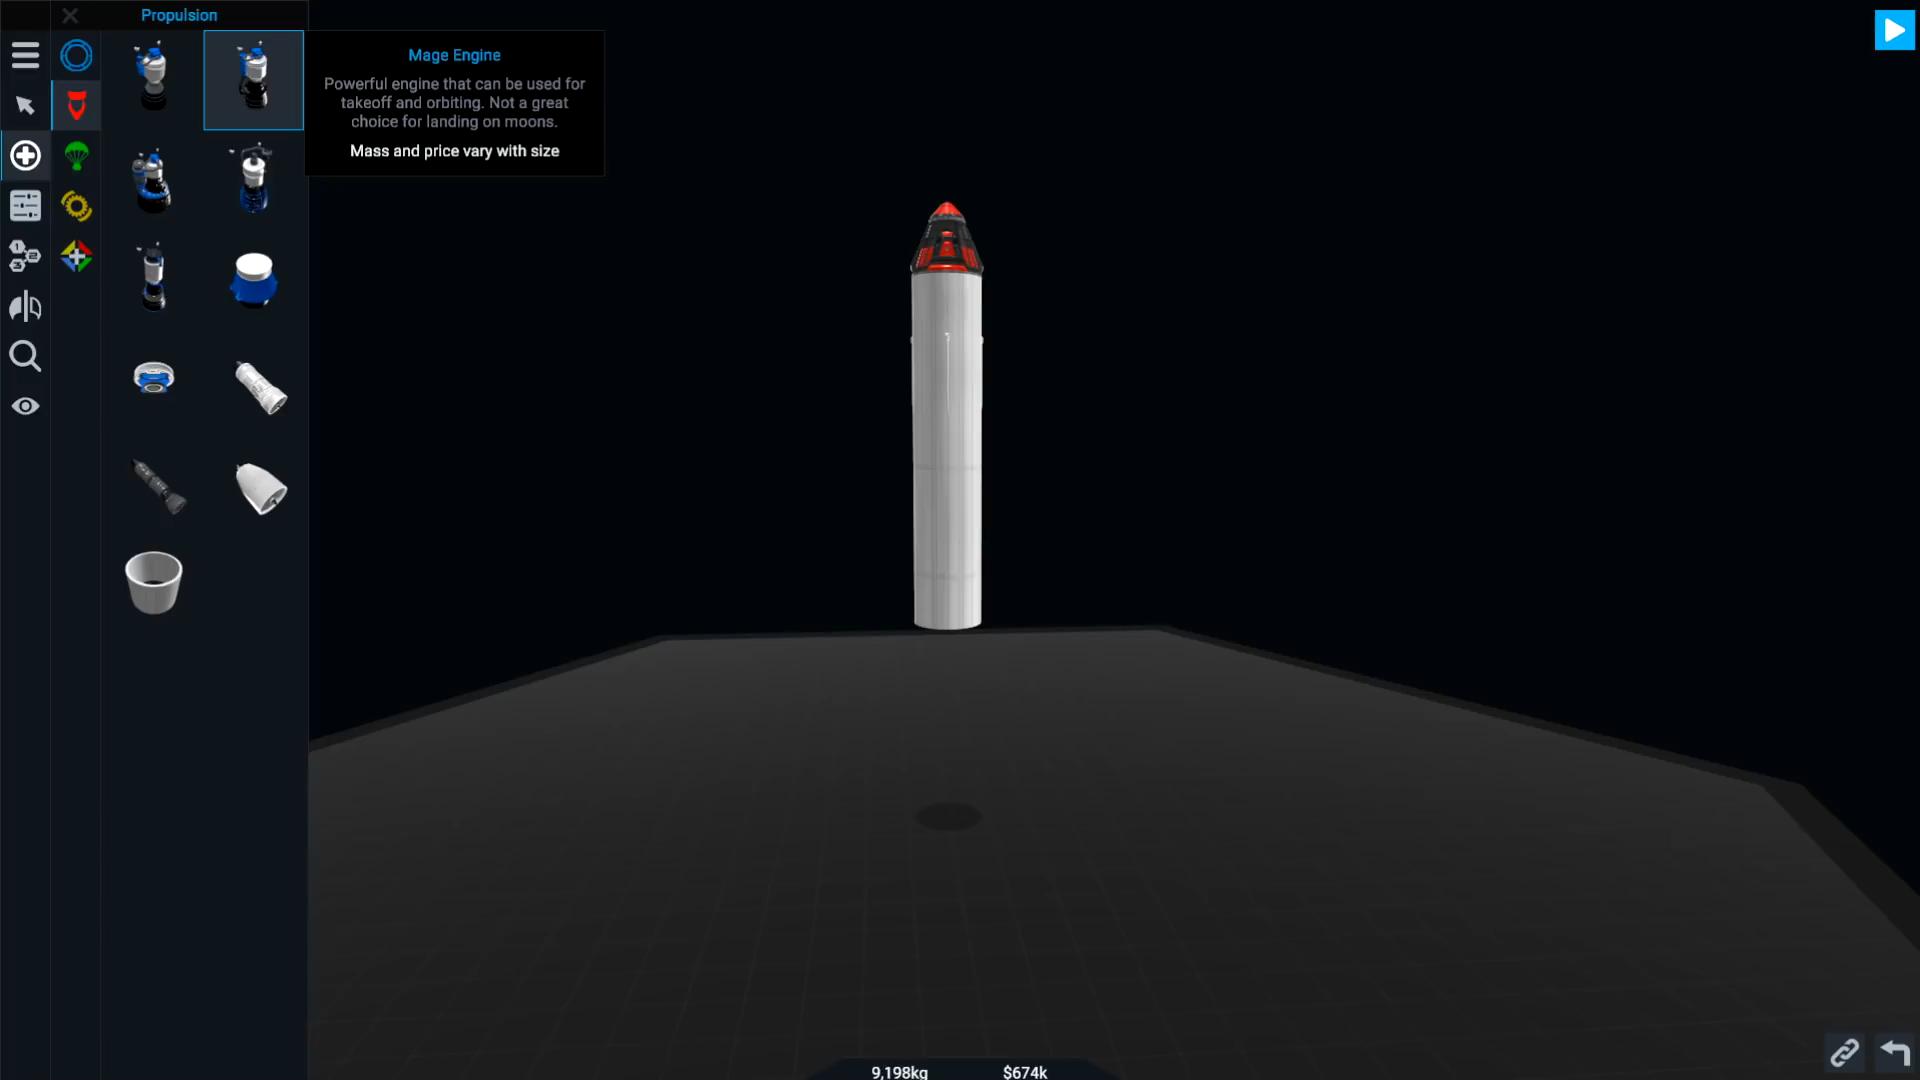 Propulsion
Mage Engine
Powerful engine that can be used for
takeoff and orbiting. Not a great
choice for landing on moons.
Mass and price vary with size
9,198kg
$674k